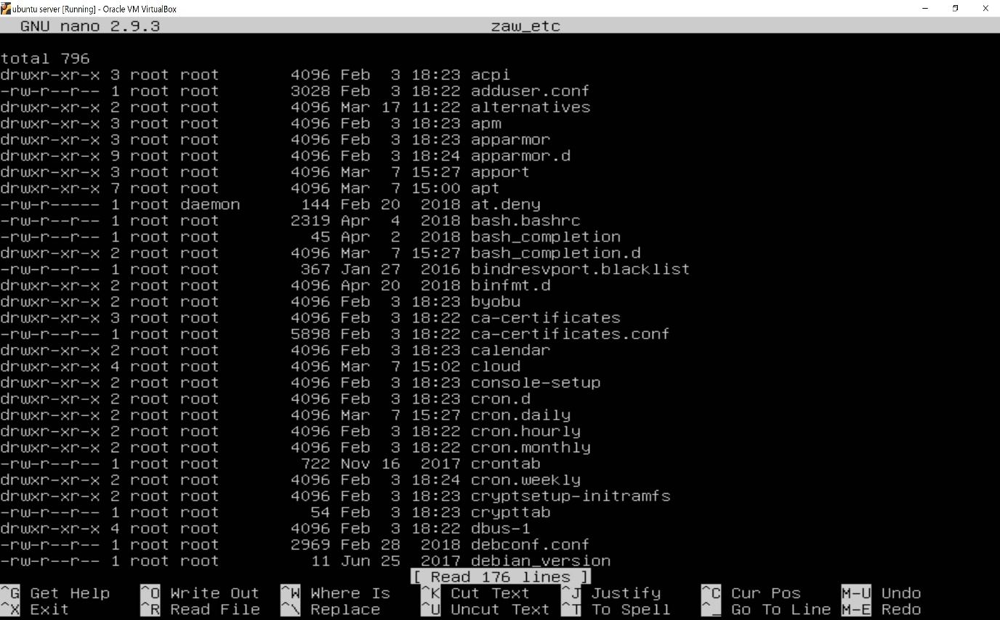 ubuntu server [Running] - Oracle VM VirtualBox
GNU nano 2.9.3                                 zaw_etc
total 796
drwxr-xr-x 3 root root       4096 Feb  3 18:23 acpi
-rw-r--r-- 1 root root       3028 Feb  3 18:22 adduser.conf
drwxr-xr-x 2 root root       4096 Mar 17 11:22 alternatives
drwxr-xr-x 3 root root       4096 Feb  3 18:23 apm
drwxr-xr-x 3 root root       4096 Feb  3 18:23 apparmor
drwxr-xr-x 9 root root       4096 Feb  3 18:24 apparmor.d
drwxr-xr-x 3 root root       4096 Mar  7 15:27 apport
drwxr-xr-x 7 root root       4096 Mar  7 15:00 apt
-rw-r----- 1 root daemon      144 Feb 20  2018 at.deny
-rw-r--r-- 1 root root       2319 Apr  4  2018 bash.bashrc
-rw-r--r-- 1 root root         45 Apr  2  2018 bash_completion
drwxr-xr-x 2 root root       4096 Mar  7 15:27 bash_completion.d
-rw-r--r-- 1 root root        367 Jan 27  2016 bindresvport.blacklist
drwxr-xr-x 2 root root       4096 Apr 20  2018 binfmt.d
drwxr-xr-x 2 root root       4096 Feb  3 18:23 byobu
drwxr-xr-x 3 root root       4096 Feb  3 18:22 ca-certificates
-rw-r--r-- 1 root root       5898 Feb  3 18:22 ca-certificates.conf
drwxr-xr-x 2 root root       4096 Feb  3 18:23 calendar
drwxr-xr-x 4 root root       4096 Mar  7 15:02 cloud
drwxr-xr-x 2 root root       4096 Feb  3 18:23 console-setup
drwxr-xr-x 2 root root       4096 Feb  3 18:23 cron.d
drwxr-xr-x 2 root root       4096 Mar  7 15:27 cron.daily
drwxr-xr-x 2 root root       4096 Feb  3 18:22 cron.hourly
drwxr-xr-x 2 root root       4096 Feb  3 18:22 cron.monthly
-rw-r--r-- 1 root root        722 Nov 16  2017 crontab
drwxr-xr-x 2 root root       4096 Feb  3 18:24 cron.weekly
drwxr-xr-x 2 root root       4096 Feb  3 18:23 cryptsetup-initramfs
-rw-r--r-- 1 root root         54 Feb  3 18:23 crypttab
drwxr-xr-x 4 root root       4096 Feb  3 18:22 dbus-1
-rw-r--r-- 1 root root       2969 Feb 28  2018 debconf.conf
-rw-r--r-- 1 root root         11 Jun 25  2017 debian_version
[ Read 176 lines ]
^G Get Help   ^O Write Out  ^W Where Is   ^K Cut Text   ^J Justify    ^C Cur Pos    M-U Undo
^X Exit       ^R Read File  ^\ Replace    ^U Uncut Text ^T To Spell   ^_ Go To Line M-E Redo